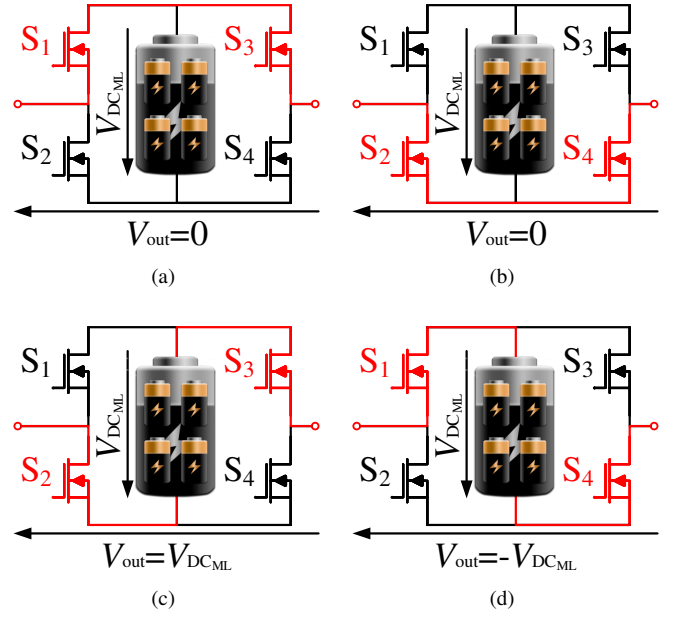 S1 VDCML S3
S2 S4
Vout=0
(a)
S1 VDCML S3
S2 S4
Vout=0
(b)
S1 VDCML S3
S2 S4
Vout=VDCML
(c)
S1 VDCML S3
S2 S4
Vout=-VDCML
(d)